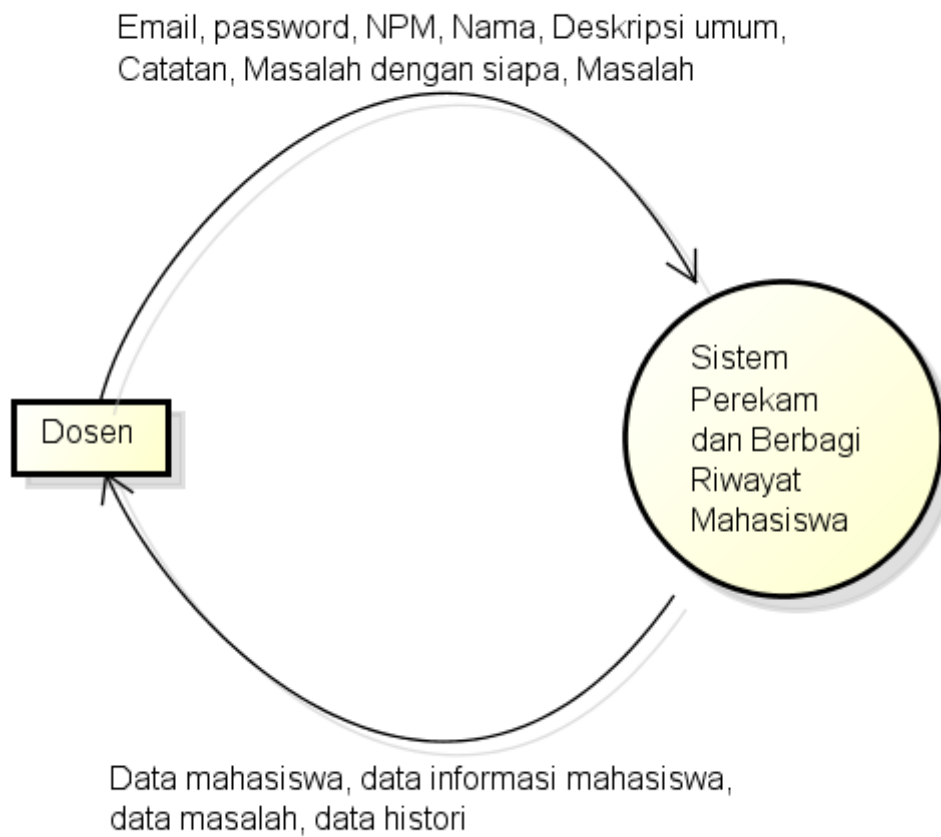 Email, password, NPM, Nama, Deskripsi umum,
Catatan, Masalah dengan siapa, Masalah
Dosen
Sistem
Perekam
dan Berbagi
Riwayat
Mahasiswa
Data mahasiswa, data informasi mahasiswa,
data masalah, data histori